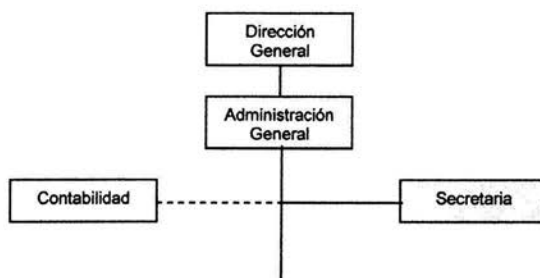 Dirección
General
Administración
General
Contabilidad
Secretaria